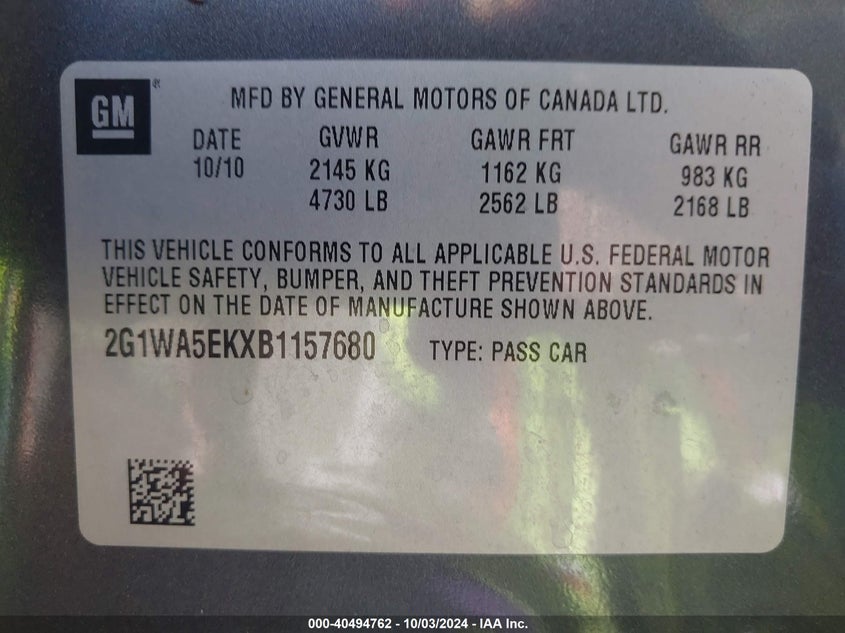 GM ®
MFD BY GENERAL MOTORS OF CANADA LTD.
DATE GVWR GAWR FRT GAWR RR
10/10 2145 KG 1162 KG 983 KG
4730 LB 2562 LB 2168 LB
THIS VEHICLE CONFORMS TO ALL APPLICABLE U.S. FEDERAL MOTOR
VEHICLE SAFETY, BUMPER, AND THEFT PREVENTION STANDARDS IN
EFFECT ON THE DATE OF MANUFACTURE SHOWN ABOVE.
2G1WA5EKXB1157680 TYPE: PASS CAR
000-40494762 - 10/03/2024 - IAA Inc.